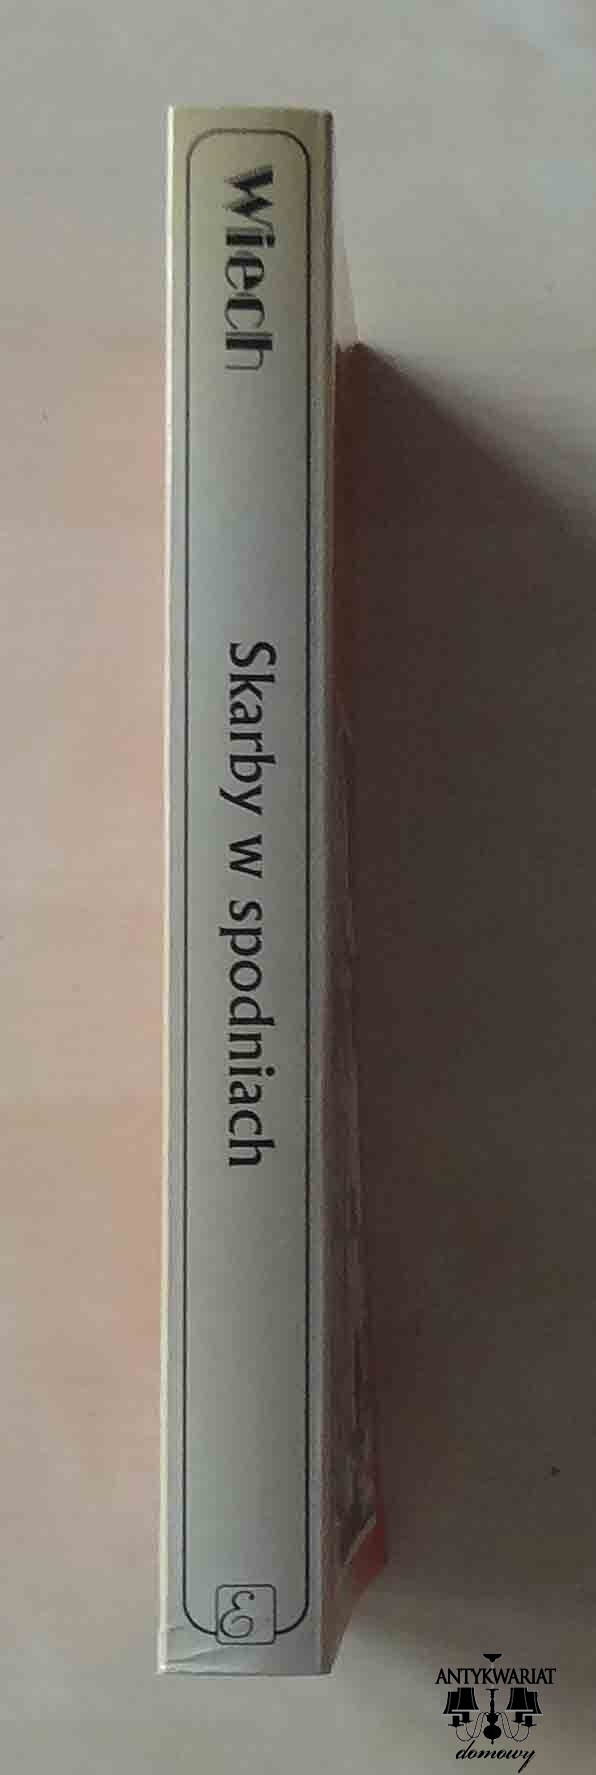 Wiech
Skarby w spodniach
E
ANTYKWARIAT
domowy